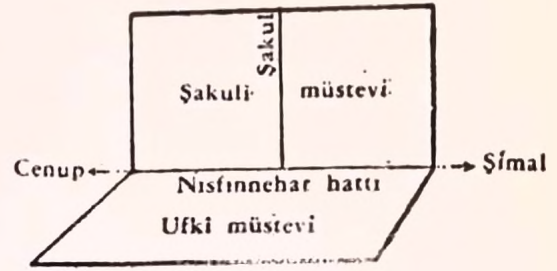 Şakul
Şakuli müstevi
Cenup Şimal
Nısfınnehar hattı
Ufki müstevi